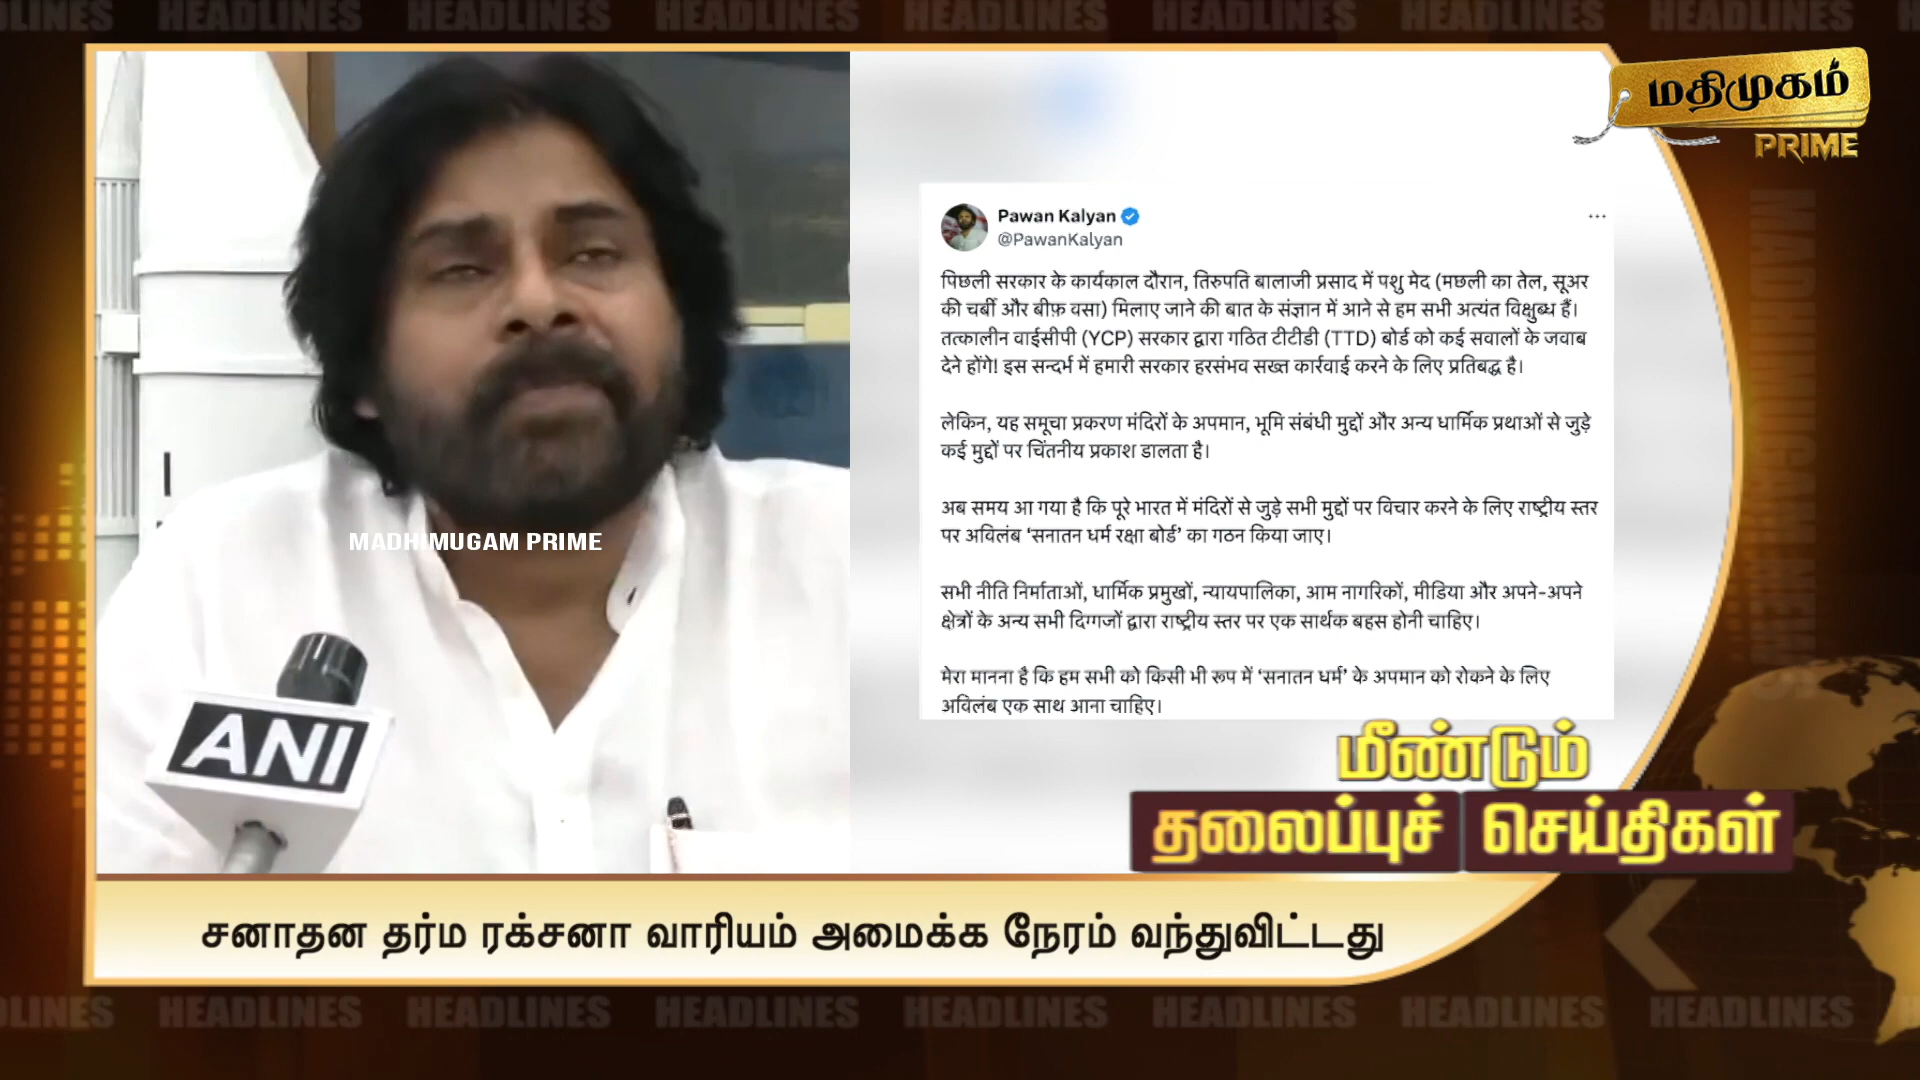 HEADLINES HEADLINES HEADLINES HEADLINES HEADLINES HEADLINES
மதிமுகம்
PRIME
Pawan Kalyan
@PawanKalyan
पिछली सरकार के कार्यकाल दौरान, तिरुपति बालाजी प्रसाद में पशु मेद (मछली का तेल, सूअर
की चर्बी और बीफ़ वसा) मिलाए जाने की बात के संज्ञान में आने से हम सभी अत्यंत विक्षुब्ध हैं।
तत्कालीन वाईसीपी (YCP) सरकार द्वारा गठित टीटीडी (TTD) बोर्ड को कई सवालों के जवाब
देने होंगे! इस सन्दर्भ में हमारी सरकार हरसंभव सख्त कार्रवाई करने के लिए प्रतिबद्ध है।
लेकिन, यह समूचा प्रकरण मंदिरों के अपमान, भूमि संबंधी मुद्दों और अन्य धार्मिक प्रथाओं से जुड़े
कई मुद्दों पर चिंतनीय प्रकाश डालता है।
अब समय आ गया है कि पूरे भारत में मंदिरों से जुड़े सभी मुद्दों पर विचार करने के लिए राष्ट्रीय स्तर
पर अविलंब ‘सनातन धर्म रक्षा बोर्ड’ का गठन किया जाए।
सभी नीति निर्माताओं, धार्मिक प्रमुखों, न्यायपालिका, आम नागरिकों, मीडिया और अपने-अपने
क्षेत्रों के अन्य सभी दिग्गजों द्वारा राष्ट्रीय स्तर पर एक सार्थक बहस होनी चाहिए।
मेरा मानना है कि हम सभी को किसी भी रूप में ‘सनातन धर्म’ के अपमान को रोकने के लिए
अविलंब एक साथ आना चाहिए।
MADHIMUGAM PRIME
ANI
மீண்டும்
தலைப்புச் செய்திகள்
சனாதன தர்ம ரக்சனா வாரியம் அமைக்க நேரம் வந்துவிட்டது
HEADLINES HEADLINES HEADLINES HEADLINES HEADLINES HEADLINES